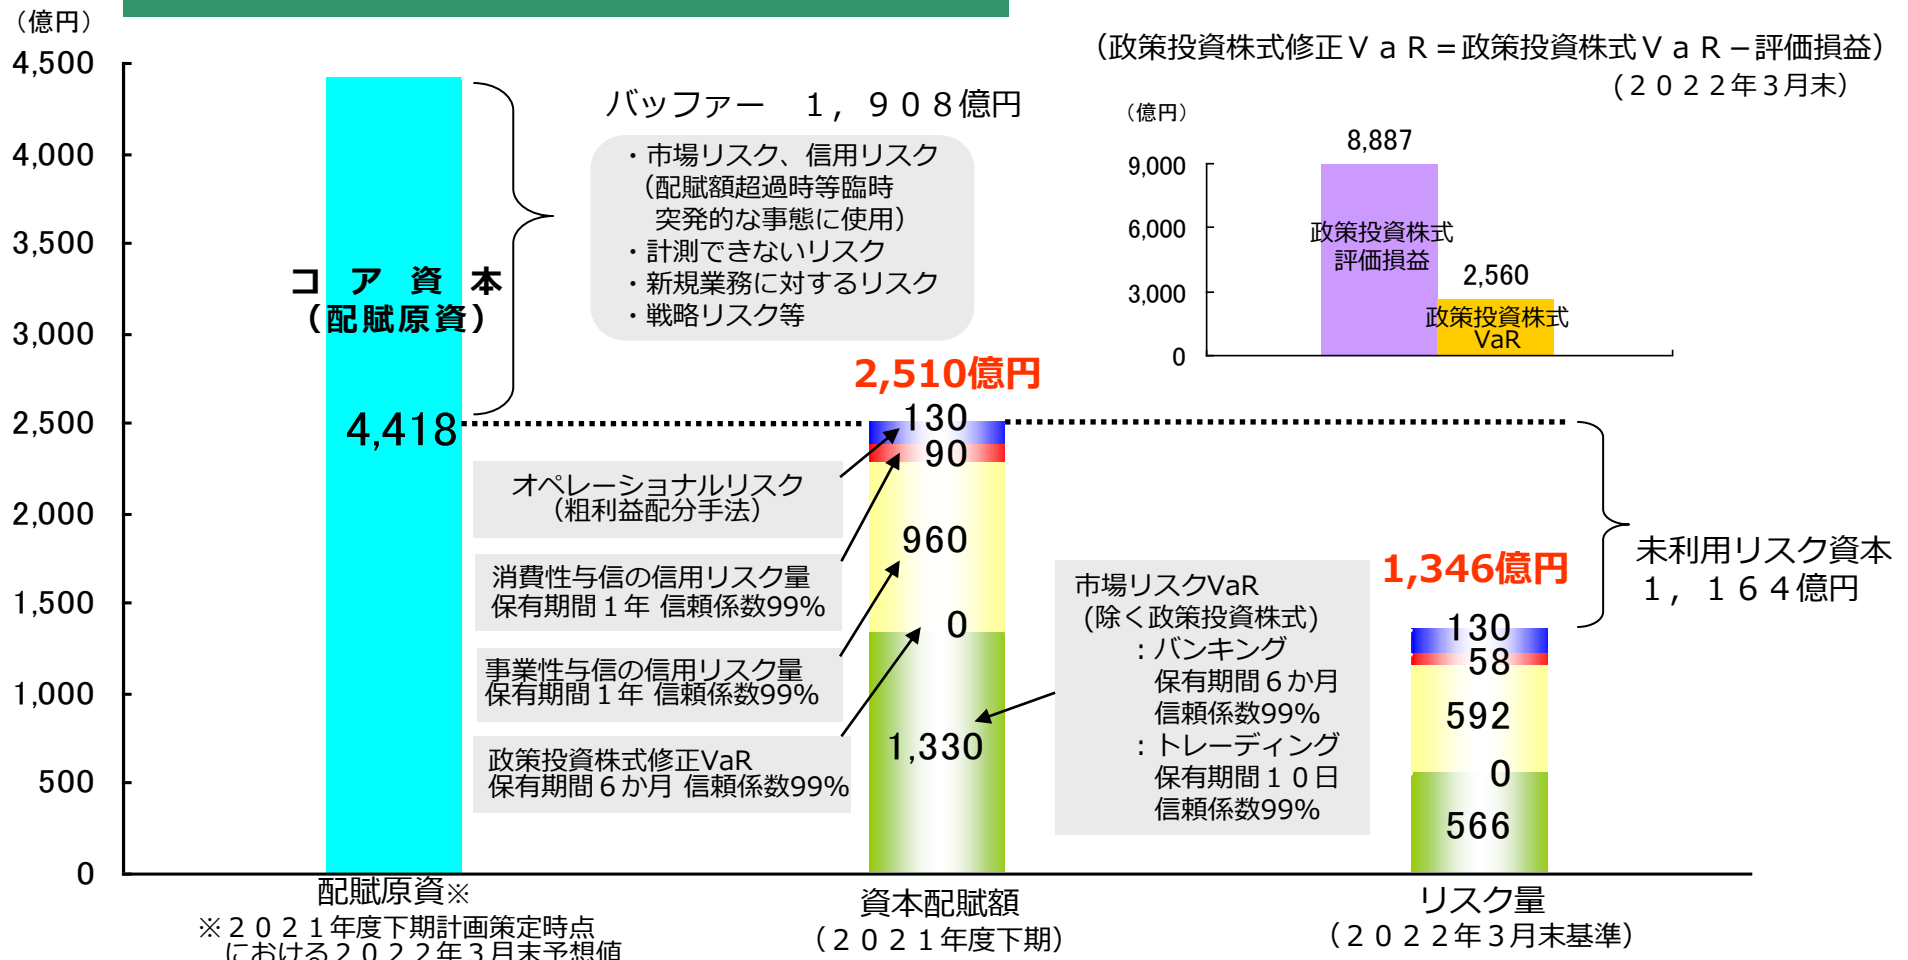 （億円）
4,500
4,000
3,500
3,000
2,500
2,000
1,500
1,000
500
0
コア資本
（配賦原資）
4,418
配賦原資※
※２０２１年度下期計画策定時点
における２０２２年３月末予想値
バッファー　１，９０８億円
・市場リスク、信用リスク
（配賦額超過時等臨時
突発的な事態に使用）
・計測できないリスク
・新規業務に対するリスク
・戦略リスク等
（政策投資株式修正ＶａＲ＝政策投資株式ＶａＲ－評価損益）
（２０２２年３月末）
（億円）
9,000
6,000
3,000
0
8,887
政策投資株式
評価損益
2,560
政策投資株式
VaR
2,510億円
130
90
960
0
1,330
資本配賦額
（２０２１年度下期）
オペレーショナルリスク
（粗利益配分手法）
消費性与信の信用リスク量
保有期間１年 信頼係数99%
事業性与信の信用リスク量
保有期間１年 信頼係数99%
政策投資株式修正VaR
保有期間６か月 信頼係数99%
市場リスクVaR
(除く政策投資株式)
：バンキング
保有期間６か月
信頼係数99%
：トレーディング
保有期間１０日
信頼係数99%
1,346億円
130
58
592
0
566
リスク量
（２０２２年３月末基準）
未利用リスク資本
１，１６４億円